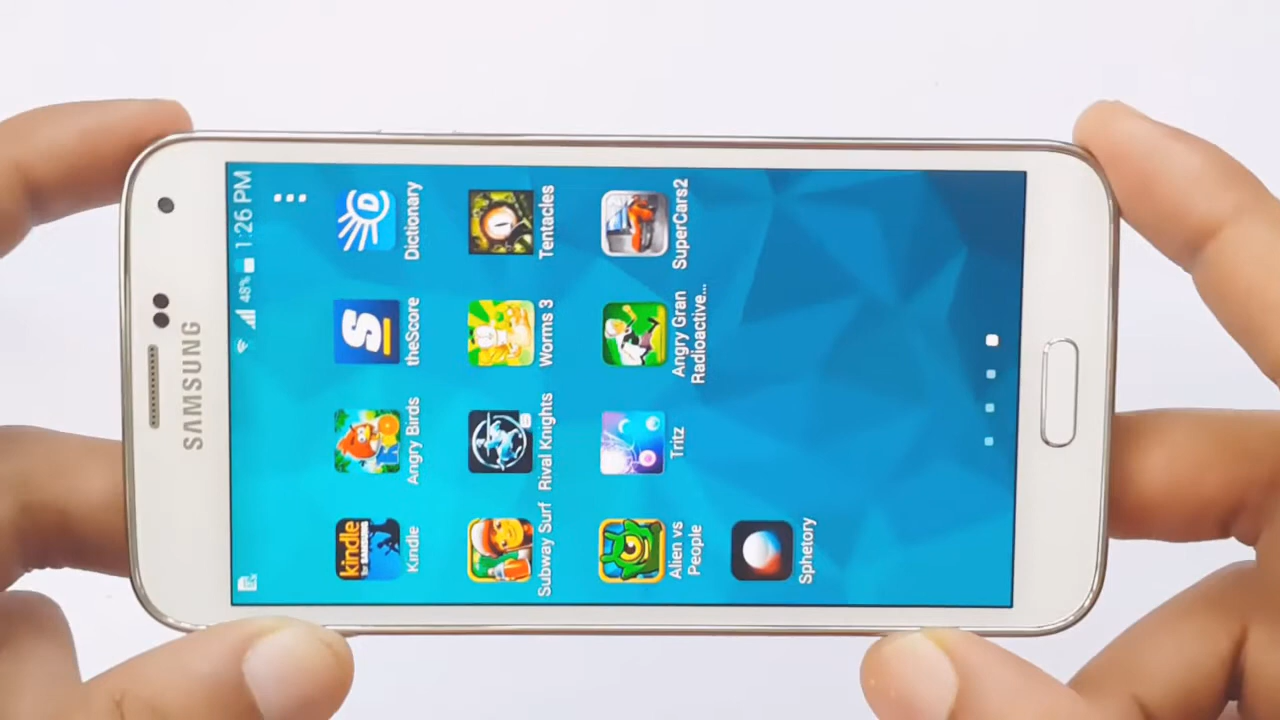 SAMSUNG
48% 1:26 PM
kindle
S
D
Kindle
Angry Birds
theScore
Dictionary
Subway Surf
Rival Knights
Worms 3
Tentacles
Alien vs
People
Tritz
Angry Gran
Radioactive...
SuperCars2
Sphetory